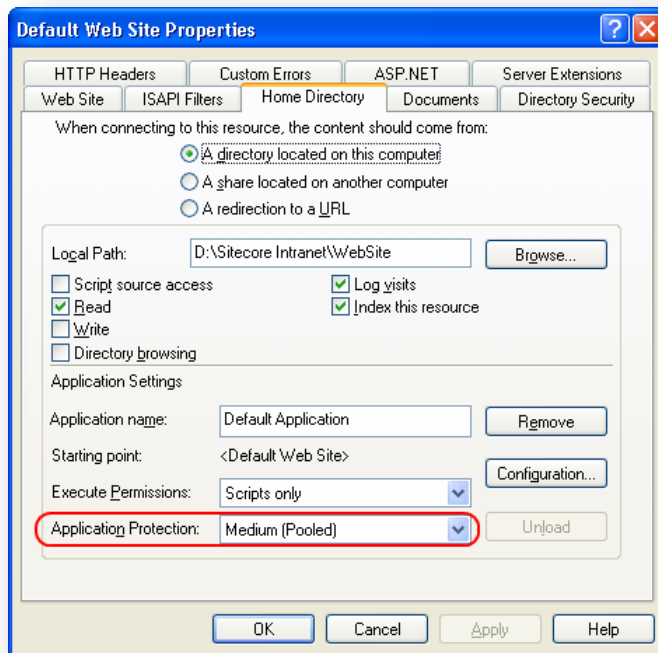 Default Web Site Properties
HTTP Headers Custom Errors ASP.NET Server Extensions
Web Site ISAPI Filters Home Directory Documents Directory Security
When connecting to this resource, the content should come from:
A directory located on this computer
A share located on another computer
A redirection to a URL
Local Path: D:\Sitecore Intranet\WebSite Browse...
Script source access Log visits
Read Index this resource
Write
Directory browsing
Application Settings
Application name: Default Application Remove
Starting point: <Default Web Site>
Configuration...
Execute Permissions: Scripts only
Application Protection: Medium (Pooled) Unload
OK Cancel Apply Help